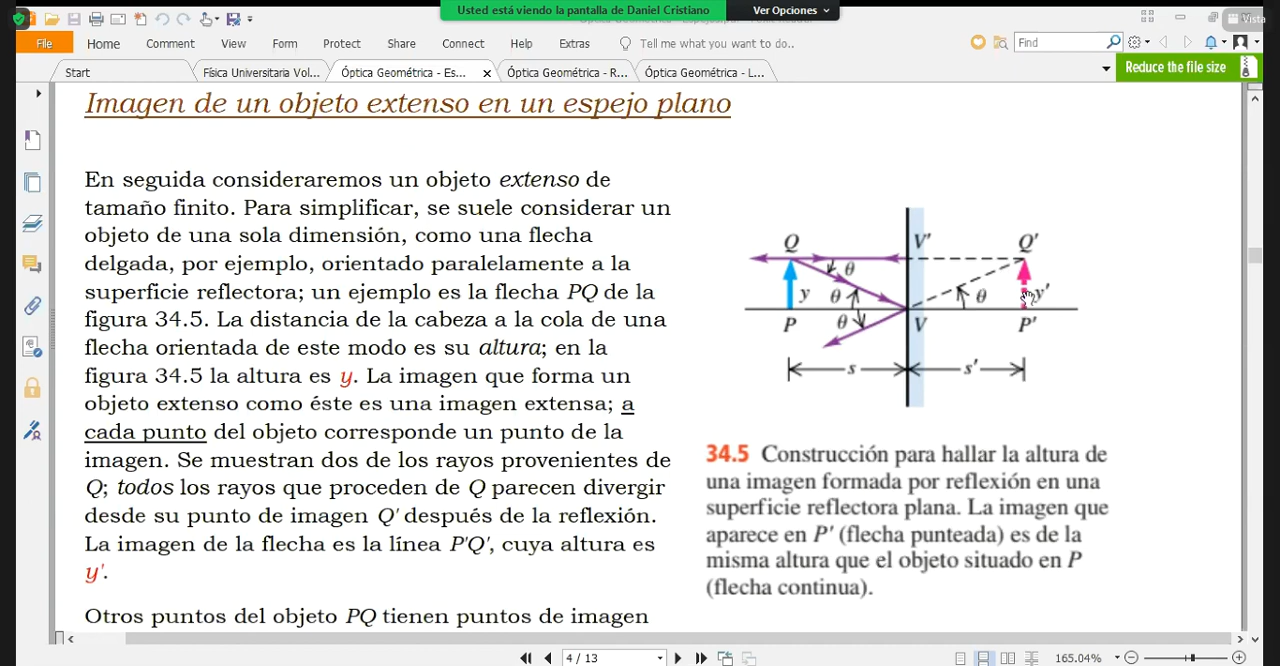 Usted está viendo la pantalla de Daniel Cristiano
Ver Opciones
Vista
File Home Comment View Form Protect Share Connect Help Extras Tell me what you want to do.. Find
Start Física Universitaria Vol... Óptica Geométrica - Es... Óptica Geométrica - R... Óptica Geométrica - L... Reduce the file size
Imagen de un objeto extenso en un espejo plano
En seguida consideraremos un objeto extenso de
tamaño finito. Para simplificar, se suele considerar un
objeto de una sola dimensión, como una flecha
delgada, por ejemplo, orientado paralelamente a la
superficie reflectora; un ejemplo es la flecha PQ de la
figura 34.5. La distancia de la cabeza a la cola de una
flecha orientada de este modo es su altura; en la
figura 34.5 la altura es y. La imagen que forma un
objeto extenso como éste es una imagen extensa; a
cada punto del objeto corresponde un punto de la
imagen. Se muestran dos de los rayos provenientes de
Q; todos los rayos que proceden de Q parecen divergir
desde su punto de imagen Q' después de la reflexión.
La imagen de la flecha es la línea P'Q', cuya altura es
y'.
Otros puntos del objeto PQ tienen puntos de imagen
Q V' Q'
θ
y θ θ y'
P θ V P'
s s'
34.5 Construcción para hallar la altura de
una imagen formada por reflexión en una
superficie reflectora plana. La imagen que
aparece en P' (flecha punteada) es de la
misma altura que el objeto situado en P
(flecha continua).
4 / 13
165.04%